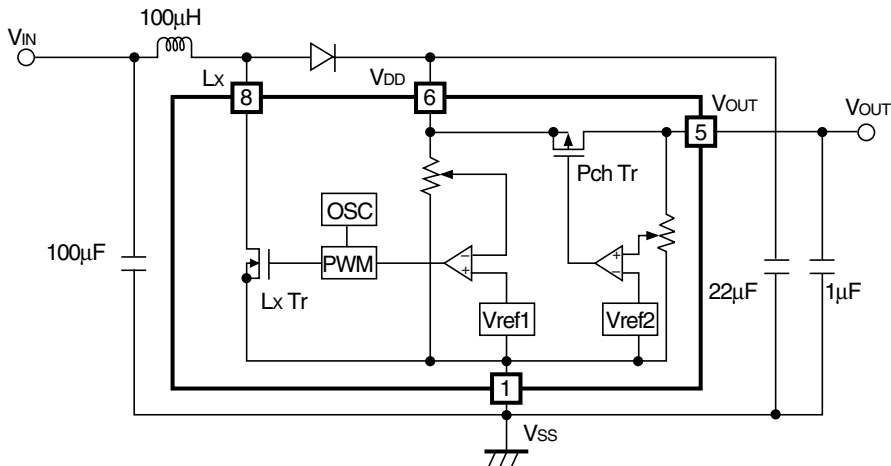 100μH
VIN
LX
VDD
8
6
VOUT
VOUT
5
Pch Tr
OSC
100μF
PWM
−
+
+
−
LX Tr
Vref1
Vref2
22μF
1μF
1
VSS